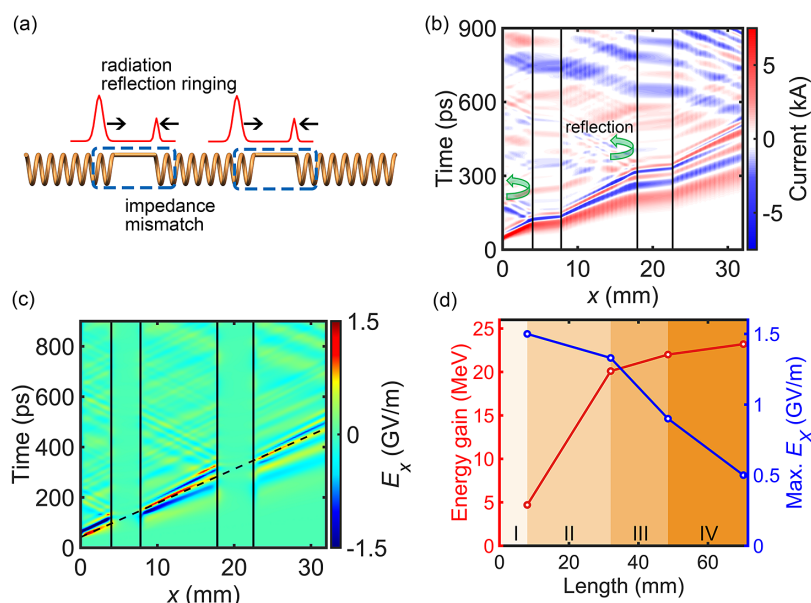 (a)
radiation
reflection ringing
impedance
mismatch
(b)
900
600
300
0
Time (ps)
reflection
0
10
20
30
x (mm)
5
0
-5
Current (kA)
(c)
800
600
400
200
0
Time (ps)
0
10
20
30
x (mm)
1.5
0
-1.5
Ex (GV/m)
(d)
25
20
15
10
5
0
Energy gain (MeV)
I
II
III
IV
0
20
40
60
Length (mm)
1.5
1
0.5
0
Max. Ex (GV/m)